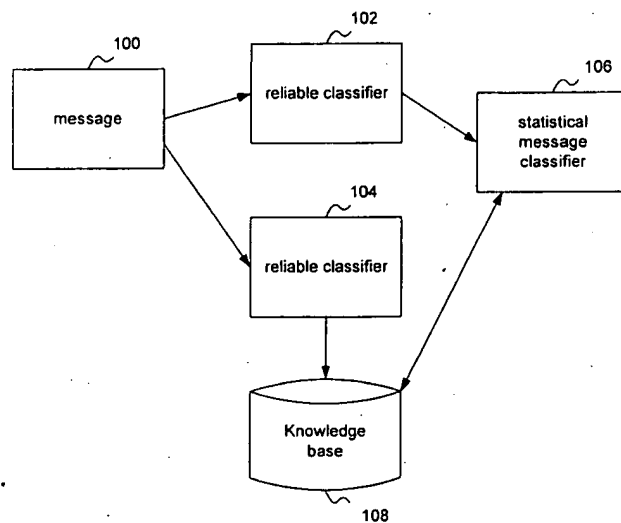 100
message
102
reliable classifier
106
statistical
message
classifier
104
reliable classifier
Knowledge
base
108